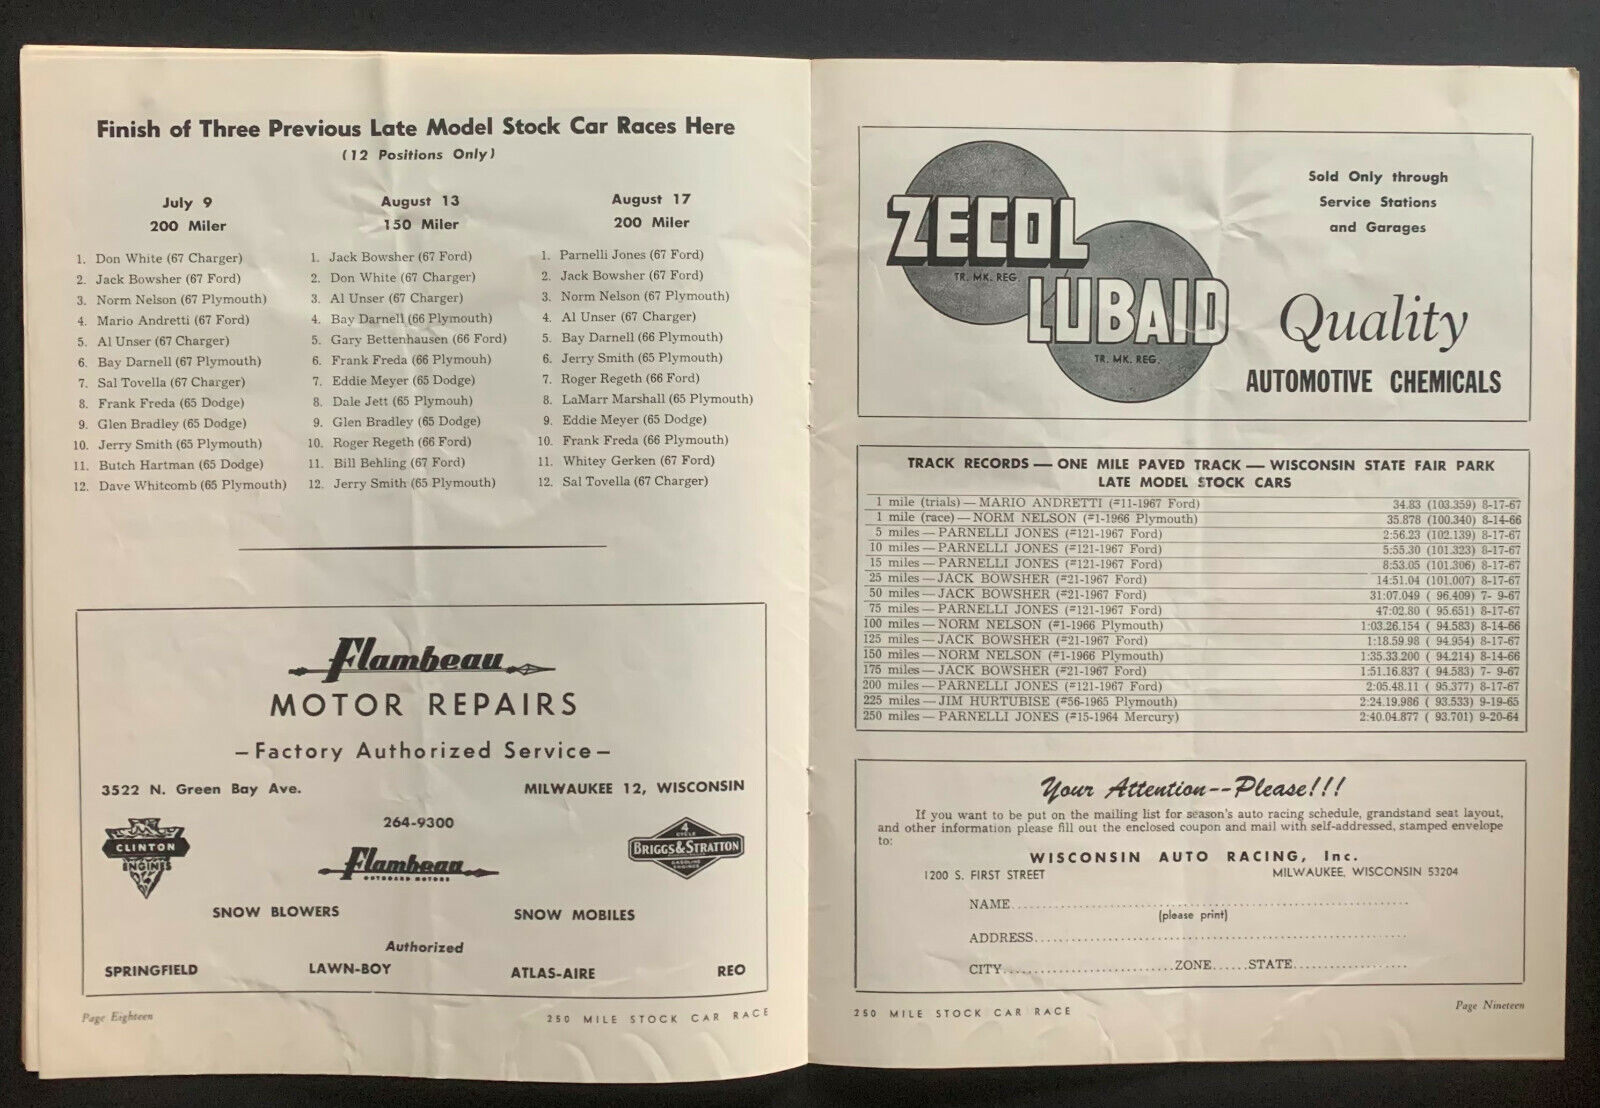 Finish of Three Previous Late Model Stock Car Races Here
(12 Positions Only)
July 9
200 Miler
1. Don White (67 Charger)
2. Jack Bowsher (67 Ford)
3. Norm Nelson (67 Plymouth)
4. Mario Andretti (67 Ford)
5. Al Unser (67 Charger)
6. Bay Darnell (67 Plymouth)
7. Sal Tovella (67 Charger)
8. Frank Freda (65 Dodge)
9. Glen Bradley (65 Dodge)
10. Jerry Smith (65 Plymouth)
11. Butch Hartman (65 Dodge)
12. Dave Whitcomb (65 Plymouth)
August 13
150 Miler
1. Jack Bowsher (67 Ford)
2. Don White (67 Charger)
3. Al Unser (67 Charger)
4. Bay Darnell (66 Plymouth)
5. Gary Bettenhausen (66 Ford)
6. Frank Freda (66 Plymouh)
7. Eddie Meyer (65 Dodge)
8. Dale Jett (65 Plymouh)
9. Glen Bradley (65 Dodge)
10. Roger Regeth (66 Ford)
11. Bill Behling (67 Ford)
12. Jerry Smith (65 Plymouth)
August 17
200 Miler
1. Parnelli Jones (67 Ford)
2. Jack Bowsher (67 Ford)
3. Norm Nelson (67 Plymouth)
4. Al Unser (67 Charger)
5. Bay Darnell (66 Plymouth)
6. Jerry Smith (65 Plymouth)
7. Roger Regeth (66 Ford)
8. LaMarr Marshall (65 Plymouth)
9. Eddie Meyer (65 Dodge)
10. Frank Freda (66 Plymouth)
11. Whitey Gerken (67 Ford)
12. Sal Tovella (67 Charger)
Flambeau
MOTOR REPAIRS
–Factory Authorized Service–
3522 N. Green Bay Ave. MILWAUKEE 12, WISCONSIN
264-9300
CLINTON
ENGINES
Flambeau
OUTBOARD MOTORS
4
CYCLE
BRIGGS&STRATTON
GASOLINE
ENGINES
SNOW BLOWERS SNOW MOBILES
Authorized
SPRINGFIELD LAWN-BOY ATLAS-AIRE REO
Page Eighteen 250 MILE STOCK CAR RACE
ZECOL
TR. MK. REG.
LUBAID
TR. MK. REG.
Sold Only through
Service Stations
and Garages
Quality
AUTOMOTIVE CHEMICALS
TRACK RECORDS — ONE MILE PAVED TRACK — WISCONSIN STATE FAIR PARK
LATE MODEL STOCK CARS
1 mile (trials) — MARIO ANDRETTI (#11-1967 Ford) 34.83 (103.359) 8-17-67
1 mile (race) — NORM NELSON (#1-1966 Plymouth) 35.878 (100.340) 8-14-66
5 miles — PARNELLI JONES (#121-1967 Ford) 2:56.23 (102.139) 8-17-67
10 miles — PARNELLI JONES (#121-1967 Ford) 5:55.30 (101.323) 8-17-67
15 miles — PARNELLI JONES (#121-1967 Ford) 8:53.05 (101.306) 8-17-67
25 miles — JACK BOWSHER (#21-1967 Ford) 14:51.04 (101.007) 8-17-67
50 miles — JACK BOWSHER (#21-1967 Ford) 31:07.049 ( 96.409) 7- 9-67
75 miles — PARNELLI JONES (#121-1967 Ford) 47:02.80 ( 95.651) 8-17-67
100 miles — NORM NELSON (#1-1966 Plymouth) 1:03.26.154 ( 94.583) 8-14-66
125 miles — JACK BOWSHER (#21-1967 Ford) 1:18.59.98 ( 94.954) 8-17-67
150 miles — NORM NELSON (#1-1966 Plymouth) 1:35.33.200 ( 94.214) 8-14-66
175 miles — JACK BOWSHER (#21-1967 Ford) 1:51.16.837 ( 94.583) 7- 9-67
200 miles — PARNELLI JONES (#121-1967 Ford) 2:05.48.11 ( 95.377) 8-17-67
225 miles — JIM HURTUBISE (#56-1965 Plymouth) 2:24.19.986 ( 93.533) 9-19-65
250 miles — PARNELLI JONES (#15-1964 Mercury) 2:40.04.877 ( 93.701) 9-20-64
Your Attention--Please!!!
If you want to be put on the mailing list for season's auto racing schedule, grandstand seat layout,
and other information please fill out the enclosed coupon and mail with self-addressed, stamped envelope
to:
WISCONSIN AUTO RACING, Inc.
1200 S. FIRST STREET MILWAUKEE, WISCONSIN 53204
NAME
(please print)
ADDRESS
CITY ZONE STATE
250 MILE STOCK CAR RACE Page Nineteen